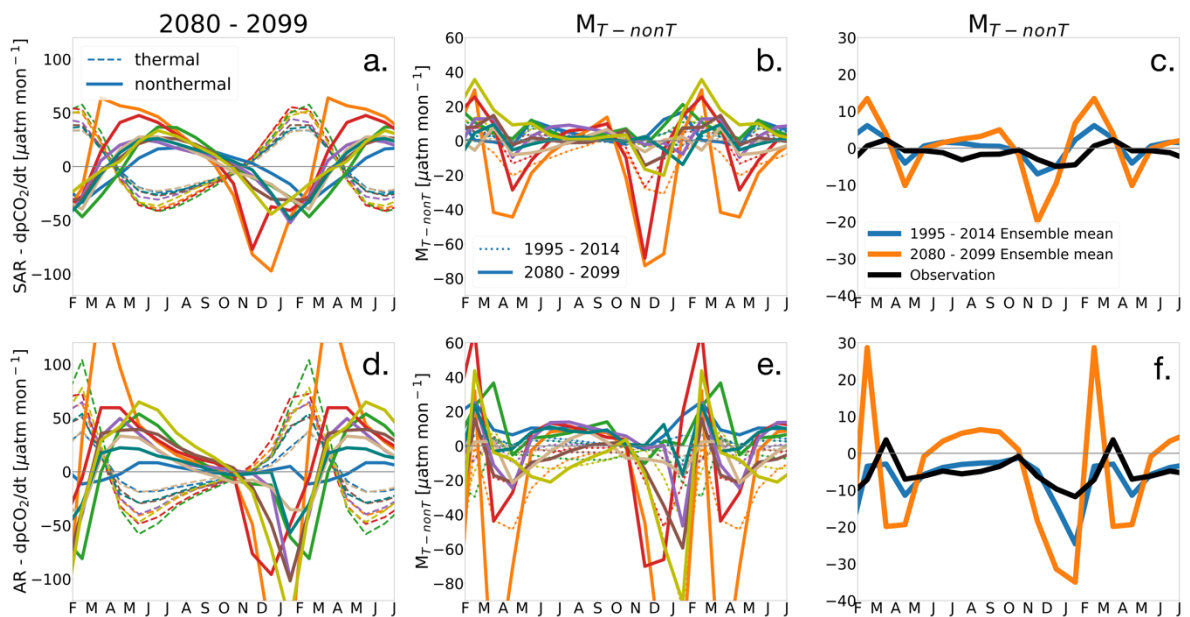 2080 - 2099
M_{T-nonT}
M_{T-nonT}
SAR - dpCO₂/dt [μatm mon⁻¹]
100
50
0
−50
−100
thermal
nonthermal
a.
F M A M J J A S O N D J F M A M J J
M_{T-nonT} [μatm mon⁻¹]
60
40
20
0
−20
−40
−60
−80
b.
1995 - 2014
2080 - 2099
F M A M J J A S O N D J F M A M J J
30
20
10
0
−10
−20
−30
−40
c.
1995 - 2014 Ensemble mean
2080 - 2099 Ensemble mean
Observation
F M A M J J A S O N D J F M A M J J
AR - dpCO₂/dt [μatm mon⁻¹]
100
50
0
−50
−100
d.
F M A M J J A S O N D J F M A M J J
M_{T-nonT} [μatm mon⁻¹]
60
40
20
0
−20
−40
−60
−80
e.
F M A M J J A S O N D J F M A M J J
30
20
10
0
−10
−20
−30
−40
f.
F M A M J J A S O N D J F M A M J J